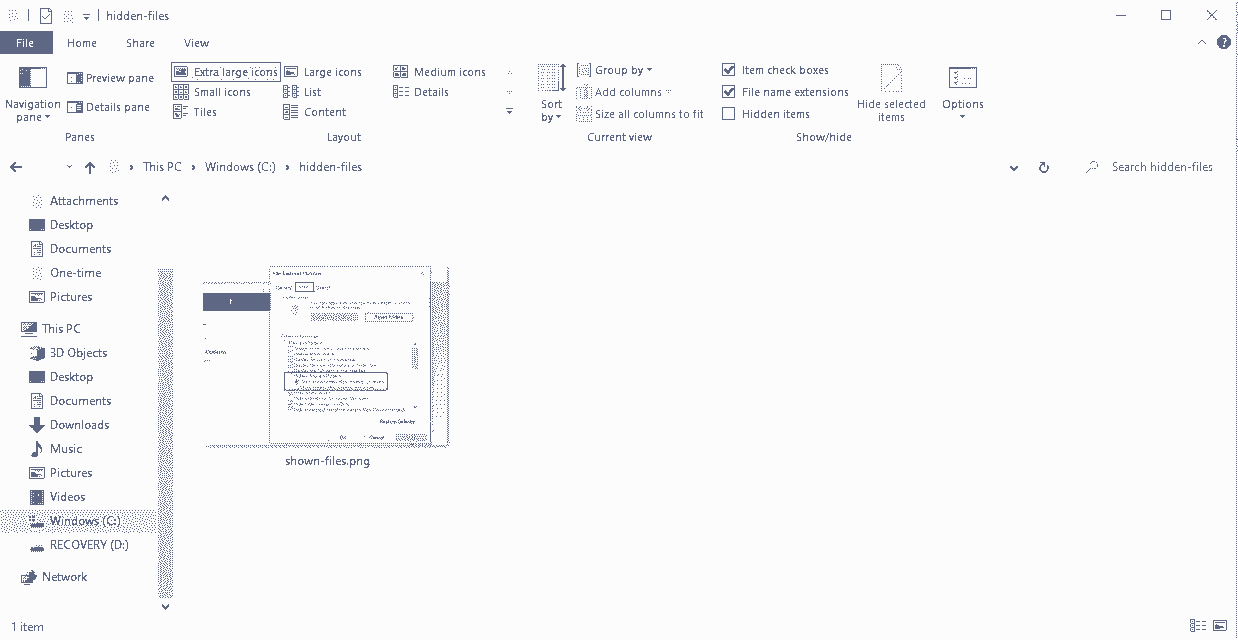 hidden-files
File Home Share View
Navigation pane
Preview pane
Details pane
Panes
Extra large icons Large icons Medium icons
Small icons List Details
Tiles Content
Layout
Sort by
Group by
Add columns
Size all columns to fit
Current view
Item check boxes
File name extensions
Hidden items
Hide selected items
Show/hide
Options
This PC Windows (C:) hidden-files
Search hidden-files
Attachments
Desktop
Documents
One-time
Pictures
This PC
3D Objects
Desktop
Documents
Downloads
Music
Pictures
Videos
Windows (C:)
RECOVERY (D:)
Network
shown-files.png
1 item